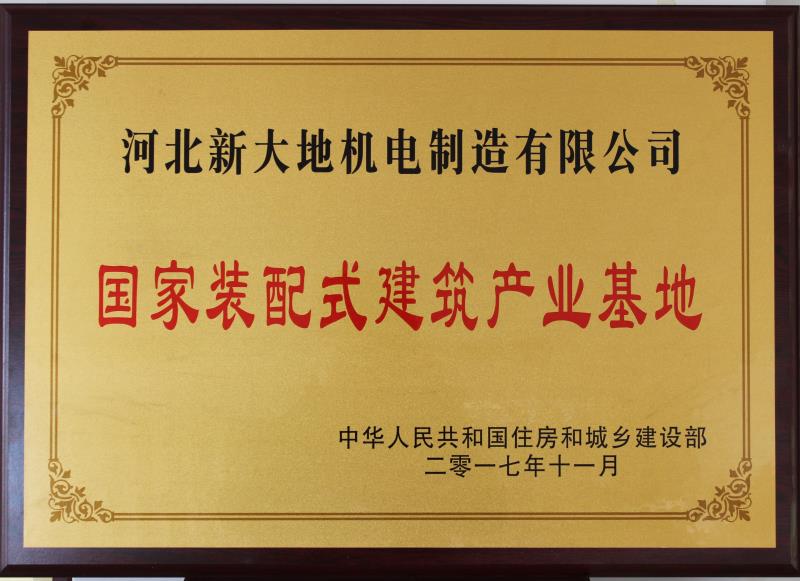 河北新大地机电制造有限公司
国家装配式建筑产业基地
中华人民共和国住房和城乡建设部
二零一七年十一月